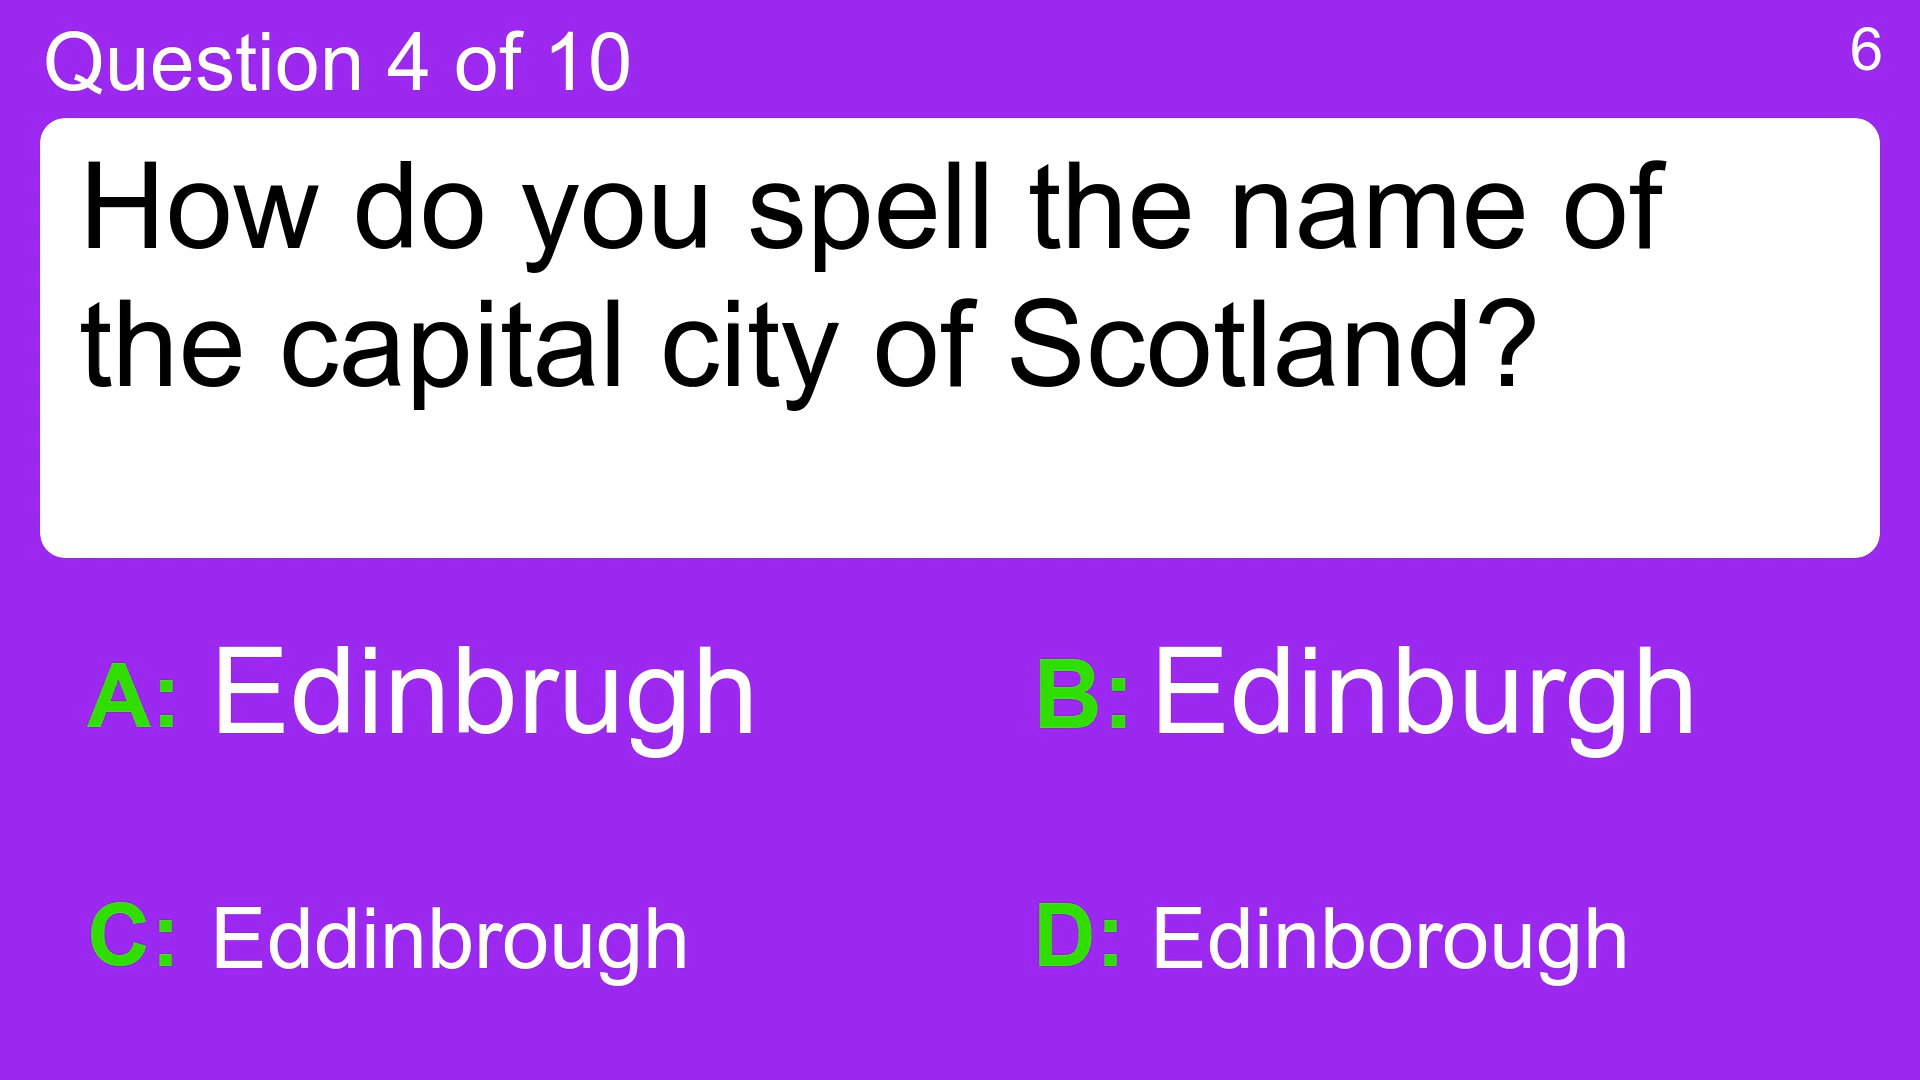 Question 4 of 10
6
How do you spell the name of
the capital city of Scotland?
A: Edinbrugh
B: Edinburgh
C: Eddinbrough
D: Edinborough